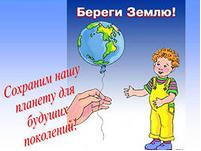 Береги Землю!
Сохраним нашу
планету для
будущих
поколений!